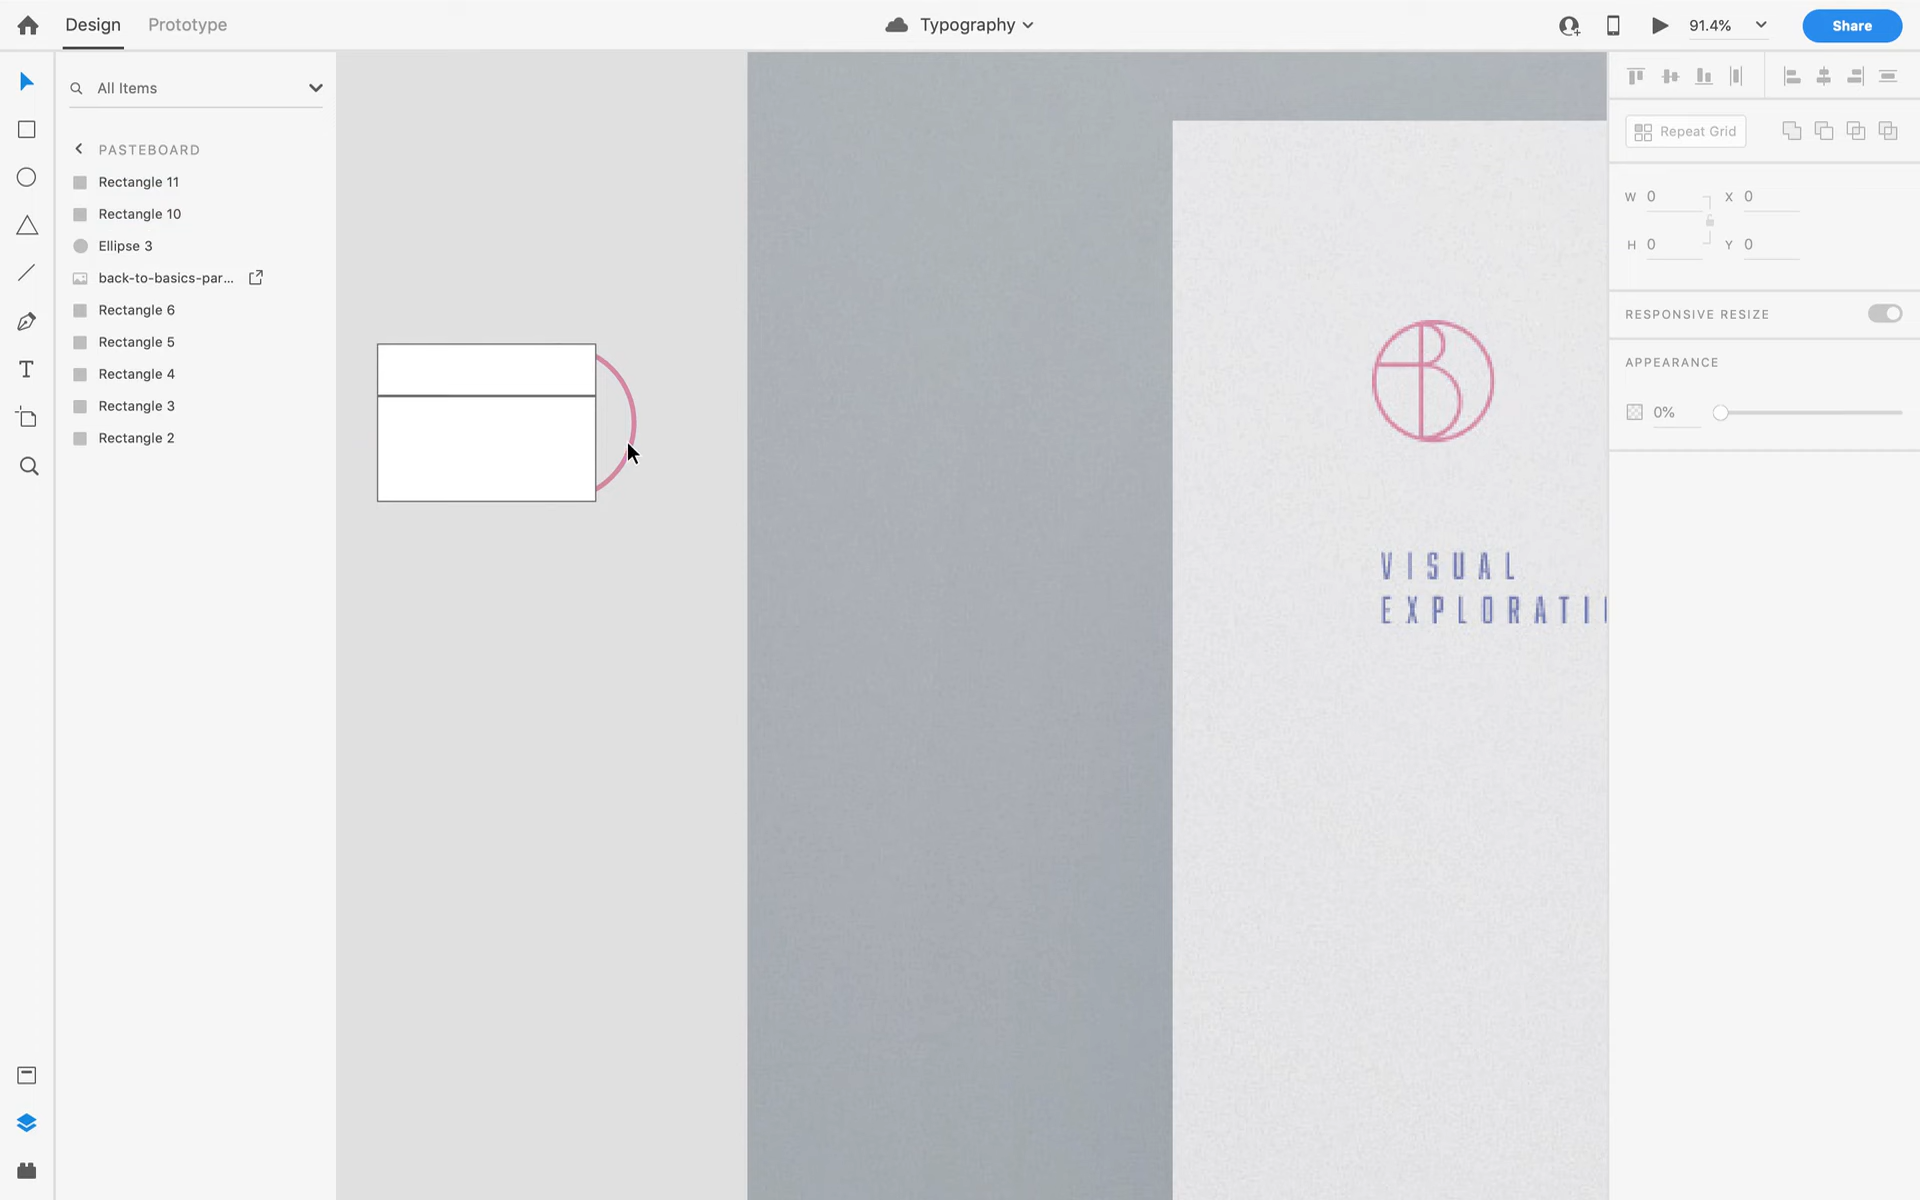 Design
Prototype
Typography
91.4%
Share
All Items
PASTEBOARD
Rectangle 11
Rectangle 10
Ellipse 3
back-to-basics-par...
Rectangle 6
Rectangle 5
Rectangle 4
Rectangle 3
Rectangle 2
B
VISUAL
EXPLORATI
Repeat Grid
W 0
X 0
H 0
Y 0
RESPONSIVE RESIZE
APPEARANCE
0%